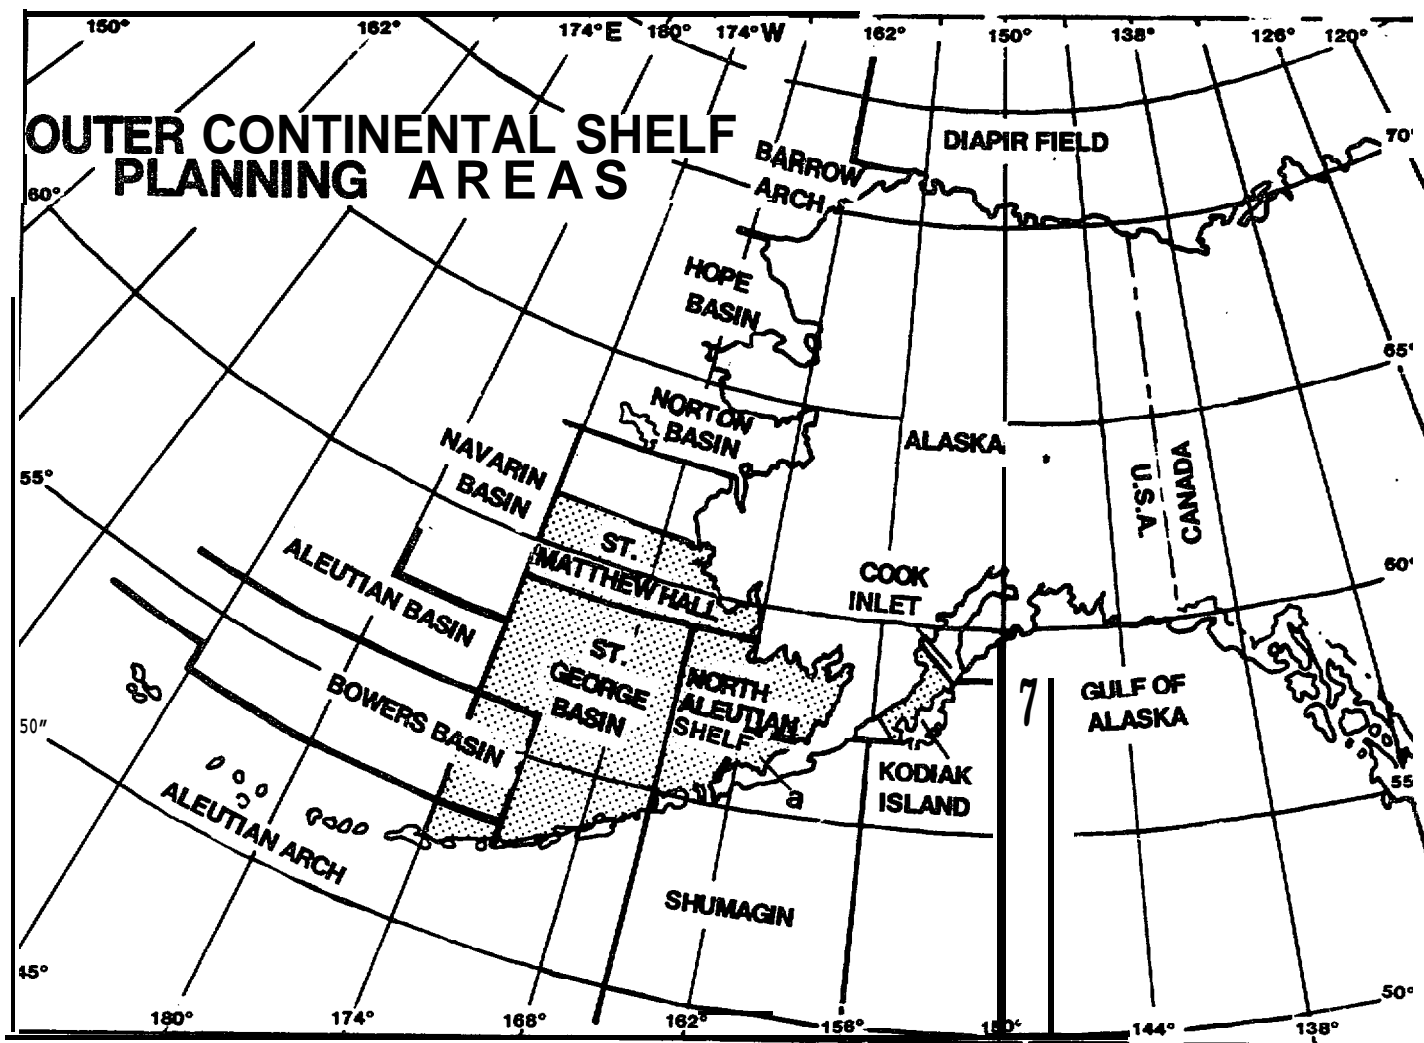 150° 162° 174°E 180° 174°W 162° 150° 138° 126° 120°
OUTER CONTINENTAL SHELF
PLANNING AREAS
DIAPIR FIELD
70°
BARROW
ARCH
60°
HOPE
BASIN
65°
NORTON
BASIN
ALASKA
NAVARIN
BASIN
U.S.A.
CANADA
55°
ST.
MATTHEW HALL
ALEUTIAN BASIN
COOK
INLET
60°
ST.
GEORGE
BASIN
NORTH
ALEUTIAN
SHELF
7
GULF OF
ALASKA
BOWERS BASIN
50"
KODIAK
ISLAND
a
55
ALEUTIAN ARCH
SHUMAGIN
45°
50°
180° 174° 168° 162° 156° 150° 144° 138°